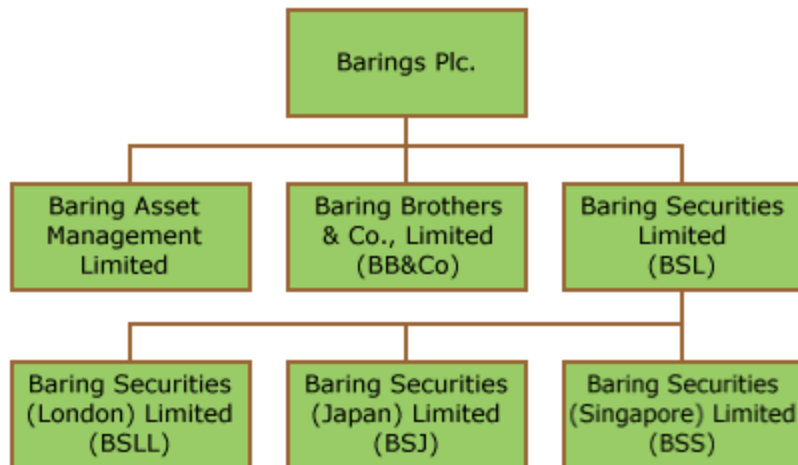 Barings Plc.
Baring Asset
Management
Limited
Baring Brothers
& Co., Limited
(BB&Co)
Baring Securities
Limited
(BSL)
Baring Securities
(London) Limited
(BSLL)
Baring Securities
(Japan) Limited
(BSJ)
Baring Securities
(Singapore) Limited
(BSS)